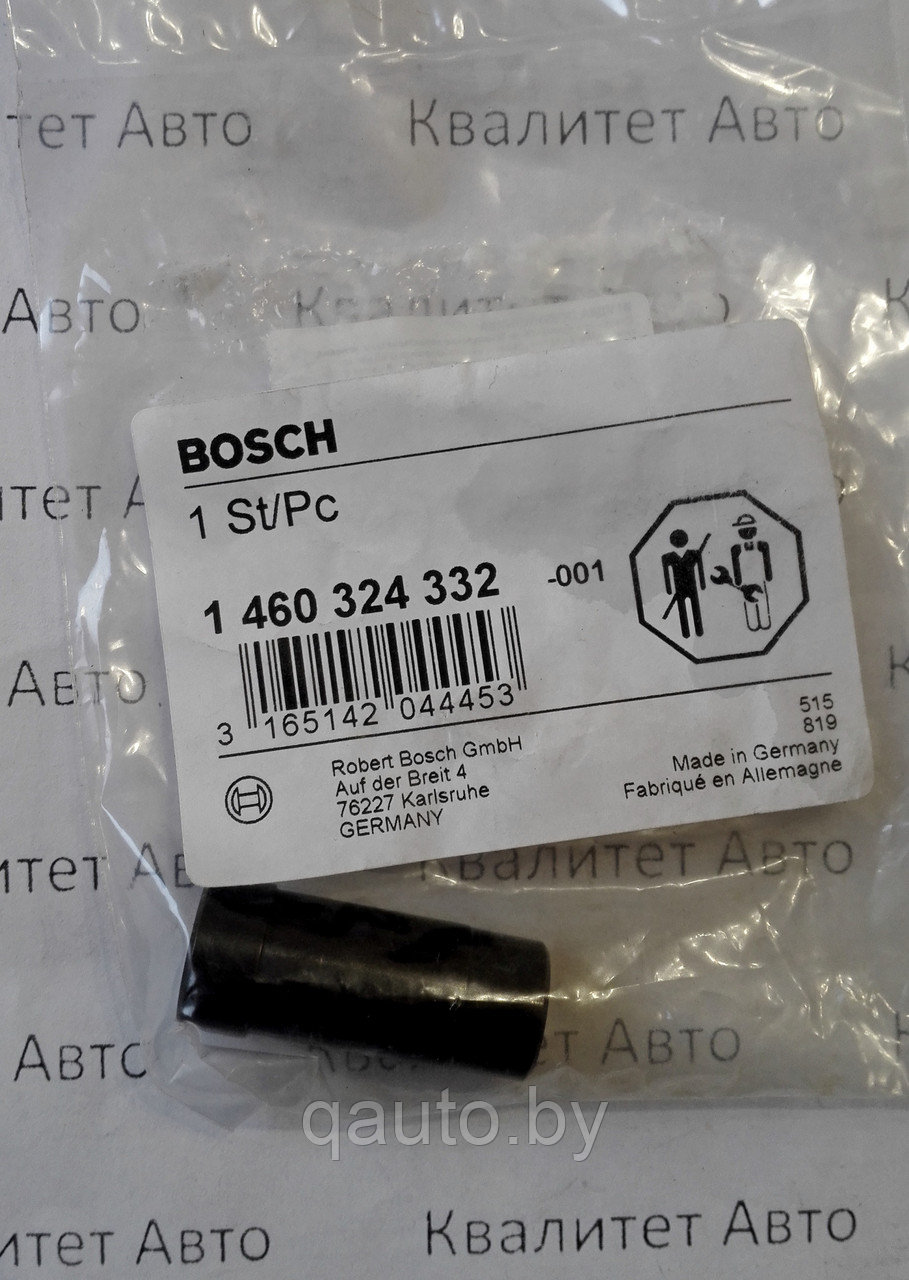 тет Авто Квалитет Авто
Авто
BOSCH
1 St/Pc
1 460 324 332 -001
3 165142 044453
515
819
Robert Bosch GmbH
Auf der Breit 4
76227 Karlsruhe
GERMANY
Made in Germany
Fabriqué en Allemagne
Авто
Квалитет Авто
Авто
т Авто
qauto.by
итет Авто Квалитет Авто